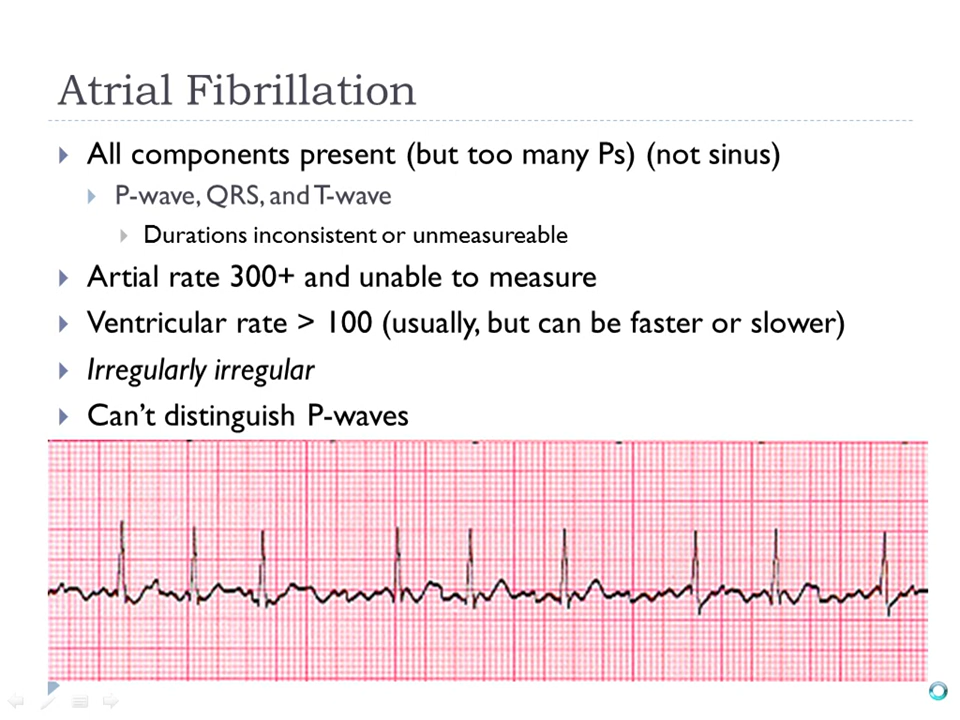 Atrial Fibrillation
All components present (but too many Ps) (not sinus)
P-wave, QRS, and T-wave
Durations inconsistent or unmeasureable
Artial rate 300+ and unable to measure
Ventricular rate > 100 (usually, but can be faster or slower)
Irregularly irregular
Can't distinguish P-waves